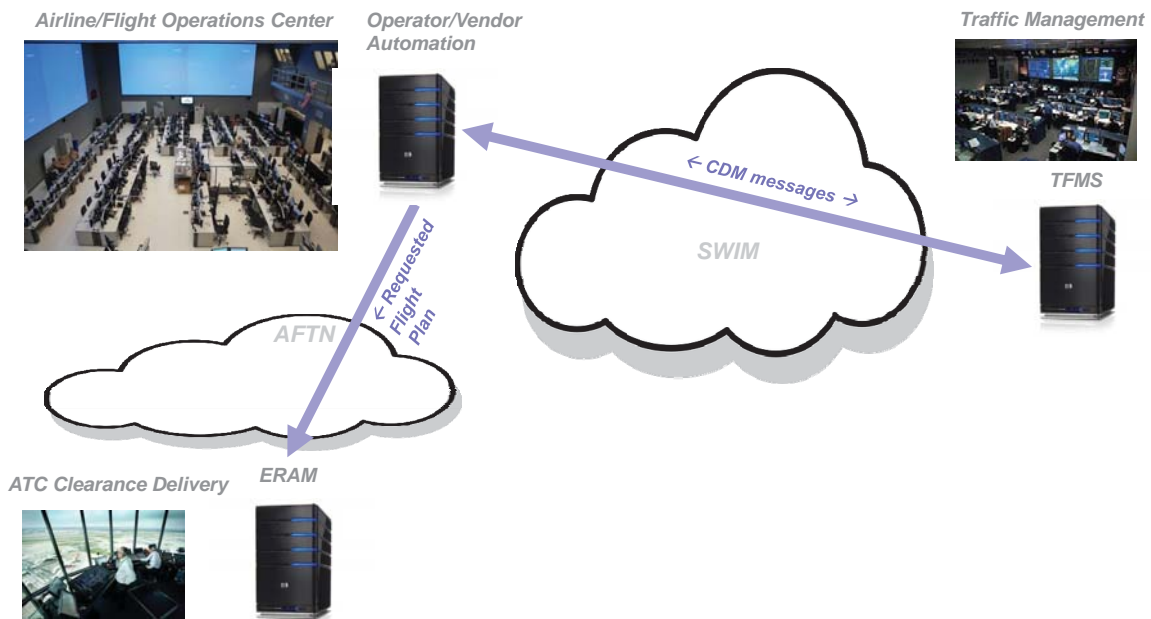 Airline/Flight Operations Center
Operator/Vendor
Automation
Traffic Management
← CDM messages →
TFMS
SWIM
← Requested
Flight
Plan
AFTN
ERAM
ATC Clearance Delivery